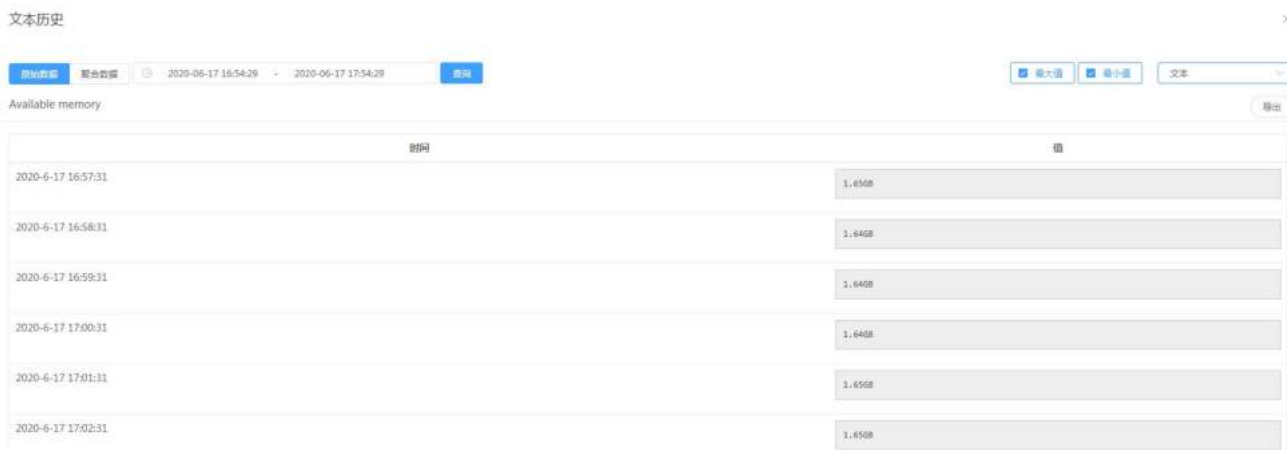 文本历史
原始数据 聚合数据 2020-06-17 16:54:29 - 2020-06-17 17:54:29 查询 最大值 最小值 文本
Available memory 导出
时间 值
2020-6-17 16:57:31 1.65GB
2020-6-17 16:58:31 1.64GB
2020-6-17 16:59:31 1.64GB
2020-6-17 17:00:31 1.64GB
2020-6-17 17:01:31 1.65GB
2020-6-17 17:02:31 1.65GB